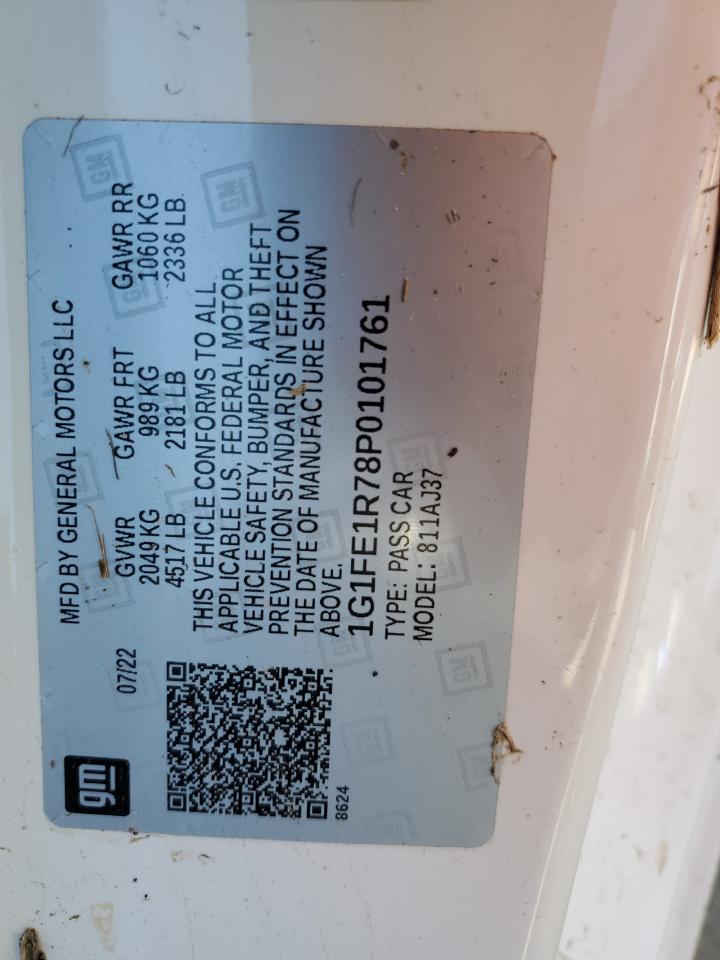 gm
07/22
MFD BY GENERAL MOTORS LLC
GVWR GAWR FRT GAWR RR
2049 KG 989 KG 1060 KG
4517 LB 2181 LB 2336 LB
THIS VEHICLE CONFORMS TO ALL
APPLICABLE U.S. FEDERAL MOTOR
VEHICLE SAFETY, BUMPER, AND THEFT
PREVENTION STANDARDS IN EFFECT ON
THE DATE OF MANUFACTURE SHOWN
ABOVE.
1G1FE1R78P0101761
TYPE: PASS CAR
MODEL: 811AJ37
8624